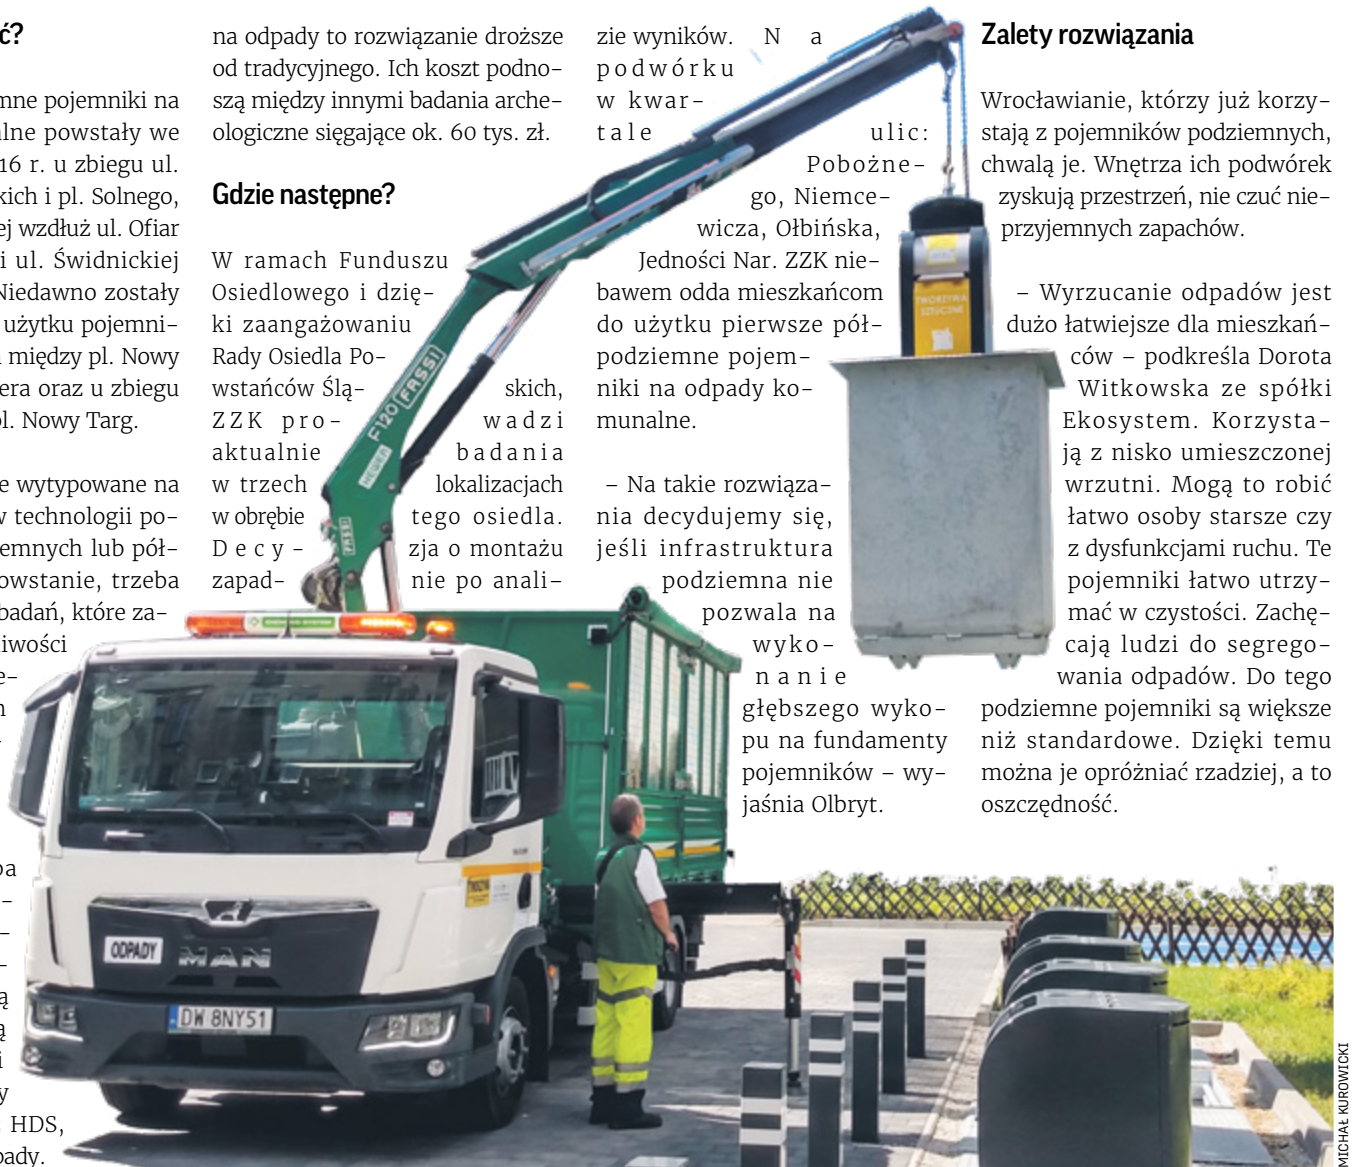 ć?
mne pojemniki na
alne powstały we
16 r. u zbiegu ul.
kich i pl. Solnego,
ej wzdłuż ul. Ofiar
i ul. Świdnickiej
Niedawno zostały
użytku pojemni-
między pl. Nowy
era oraz u zbiegu
pl. Nowy Targ.
e wytypowane na
w technologii po-
emnych lub pół-
owstanie, trzeba
badań, które za-
iwości
e-
ą
ą
i
y
HDS,
pady.
na odpady to rozwiązanie droższe
od tradycyjnego. Ich koszt podno-
szą między innymi badania arche-
ologiczne sięgające ok. 60 tys. zł.
Gdzie następne?
W ramach Funduszu
Osiedlowego i dzię-
ki zaangażowaniu
Rady Osiedla Po-
wstańców Ślą- skich,
ZZK pro- wadzi
aktualnie badania
w trzech lokalizacjach
w obrębie tego osiedla.
Decy- zja o montażu
zapad- nie po anali-
zie wyników. Na
podwórku
w kwar-
tale ulic:
Pobożne-
go, Niemce-
wicza, Ołbińska,
Jedności Nar. ZZK nie-
bawem odda mieszkańcom
do użytku pierwsze pół-
podziemne pojem-
niki na odpady ko-
munalne.
– Na takie rozwiąza-
nia decydujemy się,
jeśli infrastruktura
podziemna nie
pozwala na
wyko-
nanie
głębszego wyko-
pu na fundamenty
pojemników – wy-
jaśnia Olbryt.
Zalety rozwiązania
Wrocławianie, którzy już korzy-
stają z pojemników podziemnych,
chwalą je. Wnętrza ich podwórek
zyskują przestrzeń, nie czuć nie-
przyjemnych zapachów.
– Wyrzucanie odpadów jest
dużo łatwiejsze dla mieszkań-
ców – podkreśla Dorota
Witkowska ze spółki
Ekosystem. Korzysta-
ją z nisko umieszczonej
wrzutni. Mogą to robić
łatwo osoby starsze czy
z dysfunkcjami ruchu. Te
pojemniki łatwo utrzy-
mać w czystości. Zachę-
cają ludzi do segrego-
wania odpadów. Do tego
podziemne pojemniki są większe
niż standardowe. Dzięki temu
można je opróżniać rzadziej, a to
oszczędność.
F120 FASSI
HEWER
FASSI
TWORZYWA
SZTUCZNE
ODPADY
MAN
DW 8NY51
MICHAŁ KUROWICKI